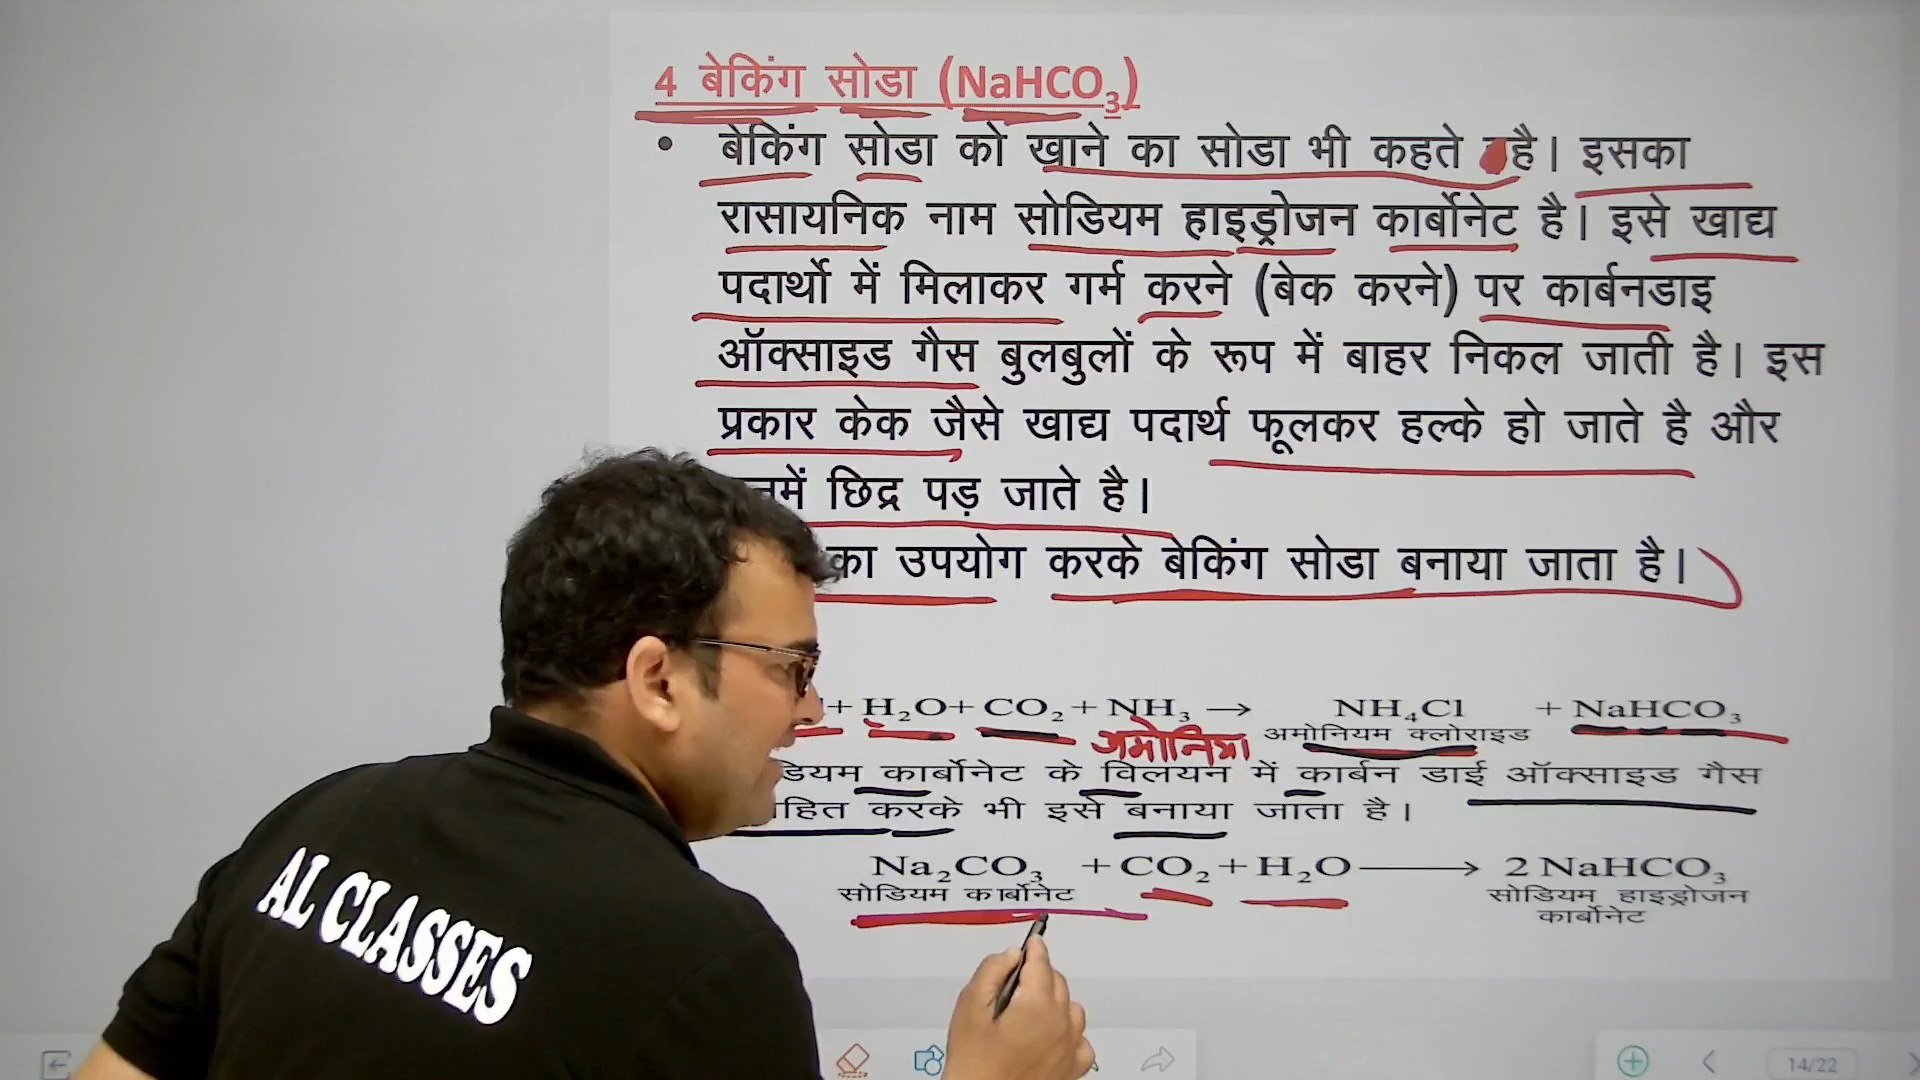 4 बेकिंग सोडा (NaHCO₃)
• बेकिंग सोडा को खाने का सोडा भी कहते है। इसका
रासायनिक नाम सोडियम हाइड्रोजन कार्बोनेट है। इसे खाद्य
पदार्थो में मिलाकर गर्म करने (बेक करने) पर कार्बनडाइ
ऑक्साइड गैस बुलबुलों के रूप में बाहर निकल जाती है। इस
प्रकार केक जैसे खाद्य पदार्थ फूलकर हल्के हो जाते है और
छिद्र पड़ जाते है।
का उपयोग करके बेकिंग सोडा बनाया जाता है।
+ H₂O + CO₂ + NH₃ → NH₄Cl + NaHCO₃
अमोनिया अमोनियम क्लोराइड
कार्बोनेट के विलयन में कार्बन डाई ऑक्साइड गैस
करके भी इसे बनाया जाता है।
Na₂CO₃ + CO₂ + H₂O ⟶ 2 NaHCO₃
सोडियम कार्बोनेट सोडियम हाइड्रोजन
कार्बोनेट
AL CLASSES
14/22